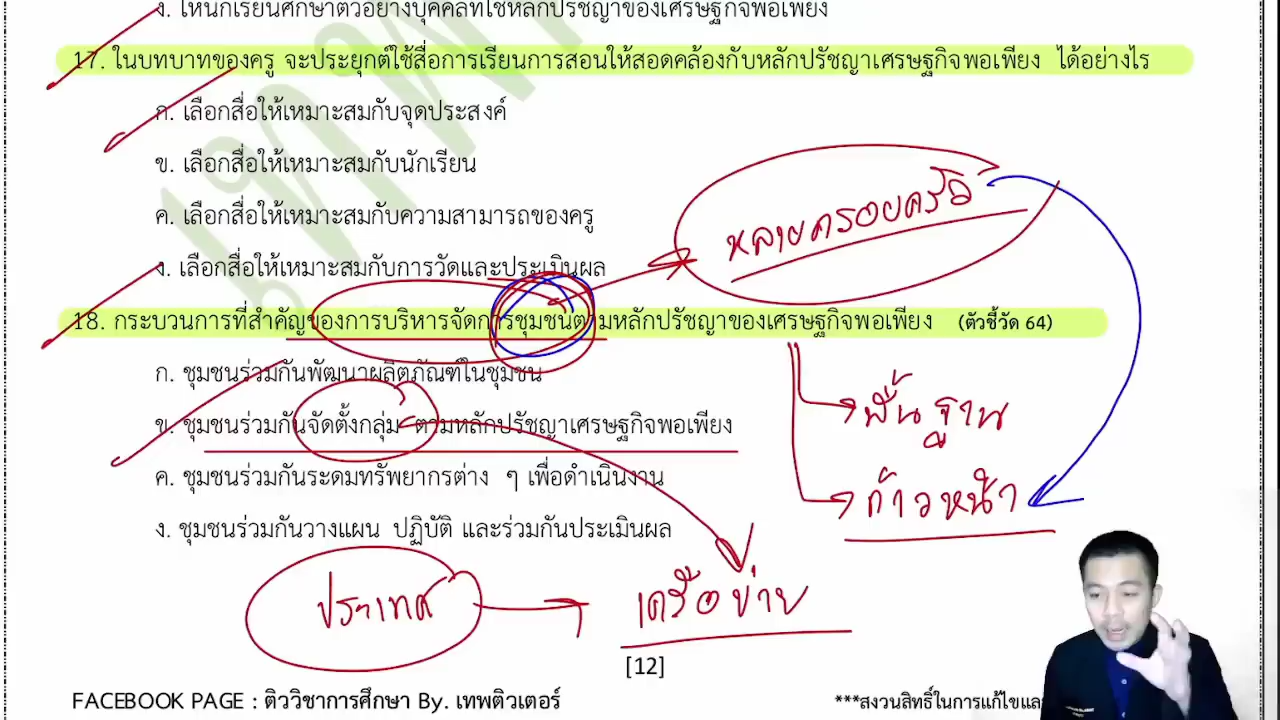 ง. ให้นักเรียนศึกษาตัวอย่างบุคคลที่ใช้หลักปรัชญาของเศรษฐกิจพอเพียง
17. ในบทบาทของครู จะประยุกต์ใช้สื่อการเรียนการสอนให้สอดคล้องกับหลักปรัชญาเศรษฐกิจพอเพียง ได้อย่างไร
ก. เลือกสื่อให้เหมาะสมกับจุดประสงค์
ข. เลือกสื่อให้เหมาะสมกับนักเรียน
ค. เลือกสื่อให้เหมาะสมกับความสามารถของครู
หลายครอบครัว
ง. เลือกสื่อให้เหมาะสมกับการวัดและประเมินผล
18. กระบวนการที่สำคัญของการบริหารจัดการชุมชนตามหลักปรัชญาของเศรษฐกิจพอเพียง (ตัวชี้วัด 64)
ก. ชุมชนร่วมกันพัฒนาผลิตภัณฑ์ในชุมชน
พื้นฐาน
ข. ชุมชนร่วมกันจัดตั้งกลุ่ม ตามหลักปรัชญาเศรษฐกิจพอเพียง
ค. ชุมชนร่วมกันระดมทรัพยากรต่าง ๆ เพื่อดำเนินงาน
ก้าวหน้า
ง. ชุมชนร่วมกันวางแผน ปฏิบัติ และร่วมกันประเมินผล
ประเทศ เครือข่าย
[12]
FACEBOOK PAGE : ติววิชาการศึกษา By. เทพติวเตอร์ ***สงวนสิทธิ์ในการแก้ไขและ